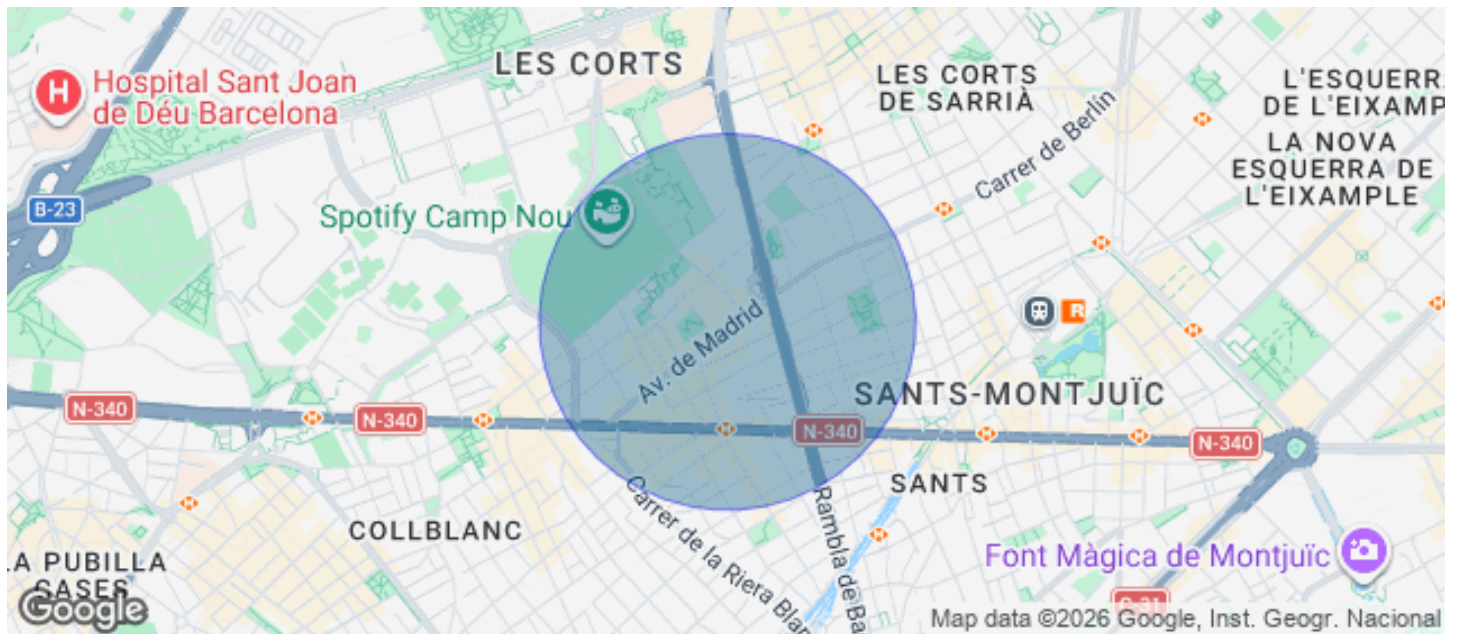 LES CORTS
Hospital Sant Joan
de Déu Barcelona
LES CORTS
DE SARRIÀ
L'ESQUERR
DE L'EIXAMP
LA NOVA
ESQUERRA DE
L'EIXAMPLE
Carrer de Berlin
B-23
Spotify Camp Nou
R
Av. de Madrid
SANTS-MONTJUÏC
N-340
N-340
N-340
N-340
SANTS
COLLBLANC
Carrer de la Riera Blan
Rambla de Ba
A PUBILLA
CASES
Font Màgica de Montjuïc
C-31
Google
Map data ©2026 Google, Inst. Geogr. Nacional